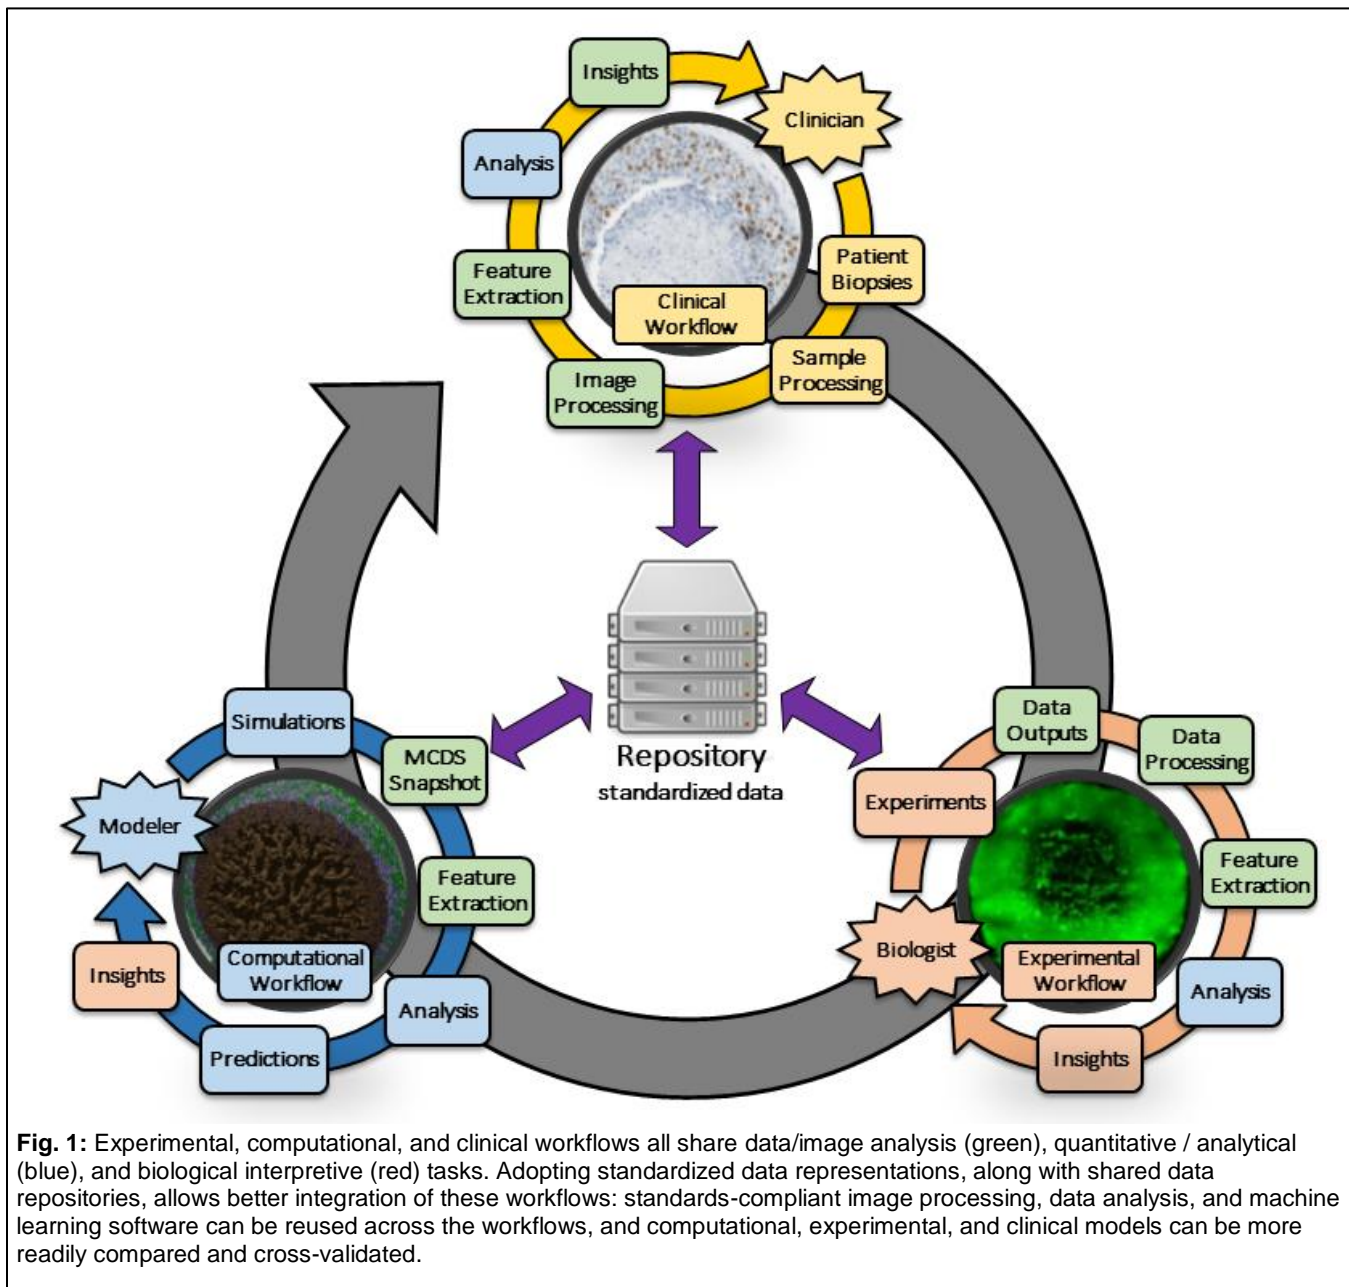 Insights
Clinician
Analysis
Patient
Biopsies
Feature
Extraction
Clinical
Workflow
Sample
Processing
Image
Processing
Repository
standardized data
Simulations
MCDS
Snapshot
Modeler
Feature
Extraction
Computational
Workflow
Insights
Analysis
Predictions
Data
Outputs
Data
Processing
Experiments
Feature
Extraction
Biologist
Experimental
Workflow
Analysis
Insights
Fig. 1: Experimental, computational, and clinical workflows all share data/image analysis (green), quantitative / analytical
(blue), and biological interpretive (red) tasks. Adopting standardized data representations, along with shared data
repositories, allows better integration of these workflows: standards-compliant image processing, data analysis, and machine
learning software can be reused across the workflows, and computational, experimental, and clinical models can be more
readily compared and cross-validated.